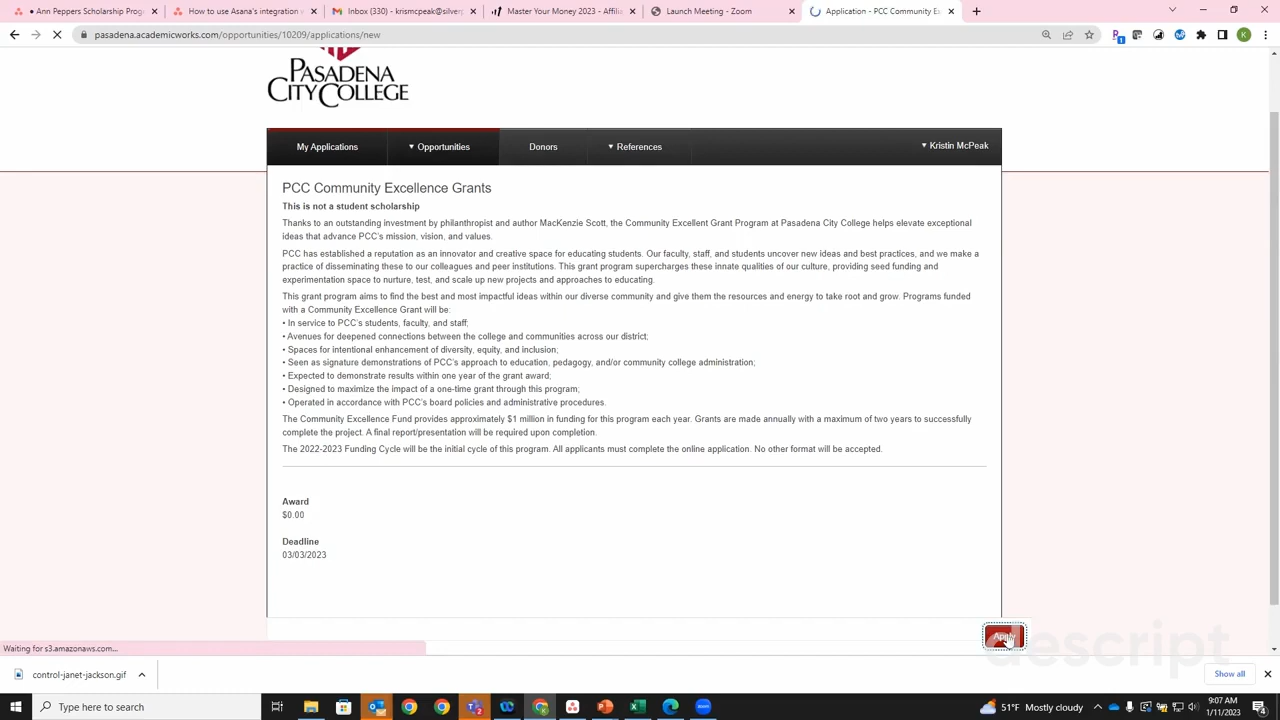 Ann Peppers Scholarship Progra
How to use Asana's integration
Inbox (330) - krismcpeak@silver
Master Your Money 2023 - Affilia
Launch Meeting - Zoom
Application - PCC Community Ex
pasadena.academicworks.com/opportunities/10209/applications/new
1
K
PASADENA
CITY COLLEGE
My Applications
Opportunities
Donors
References
Kristin McPeak
PCC Community Excellence Grants
This is not a student scholarship
Thanks to an outstanding investment by philanthropist and author MacKenzie Scott, the Community Excellent Grant Program at Pasadena City College helps elevate exceptional
ideas that advance PCC's mission, vision, and values.
PCC has established a reputation as an innovator and creative space for educating students. Our faculty, staff, and students uncover new ideas and best practices, and we make a
practice of disseminating these to our colleagues and peer institutions. This grant program supercharges these innate qualities of our culture, providing seed funding and
experimentation space to nurture, test, and scale up new projects and approaches to educating.
This grant program aims to find the best and most impactful ideas within our diverse community and give them the resources and energy to take root and grow. Programs funded
with a Community Excellence Grant will be:
• In service to PCC's students, faculty, and staff;
• Avenues for deepened connections between the college and communities across our district;
• Spaces for intentional enhancement of diversity, equity, and inclusion;
• Seen as signature demonstrations of PCC's approach to education, pedagogy, and/or community college administration;
• Expected to demonstrate results within one year of the grant award;
• Designed to maximize the impact of a one-time grant through this program;
• Operated in accordance with PCC's board policies and administrative procedures.
The Community Excellence Fund provides approximately $1 million in funding for this program each year. Grants are made annually with a maximum of two years to successfully
complete the project. A final report/presentation will be required upon completion.
The 2022-2023 Funding Cycle will be the initial cycle of this program. All applicants must complete the online application. No other format will be accepted.
Award
$0.00
Deadline
03/03/2023
Apply
descript
Waiting for s3.amazonaws.com...
control-janet-jackson.gif
Show all
Type here to search
zoom
51°F Mostly cloudy
9:07 AM
1/11/2023